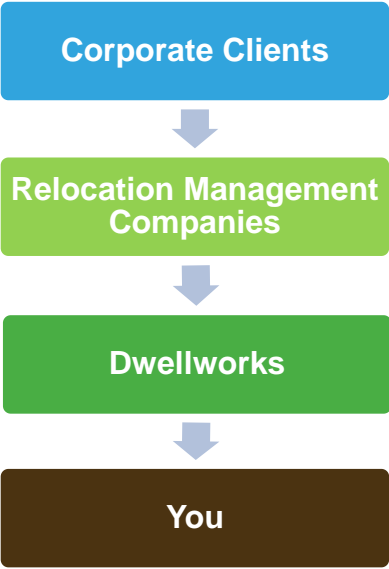 Corporate Clients
Relocation Management
Companies
Dwellworks
You